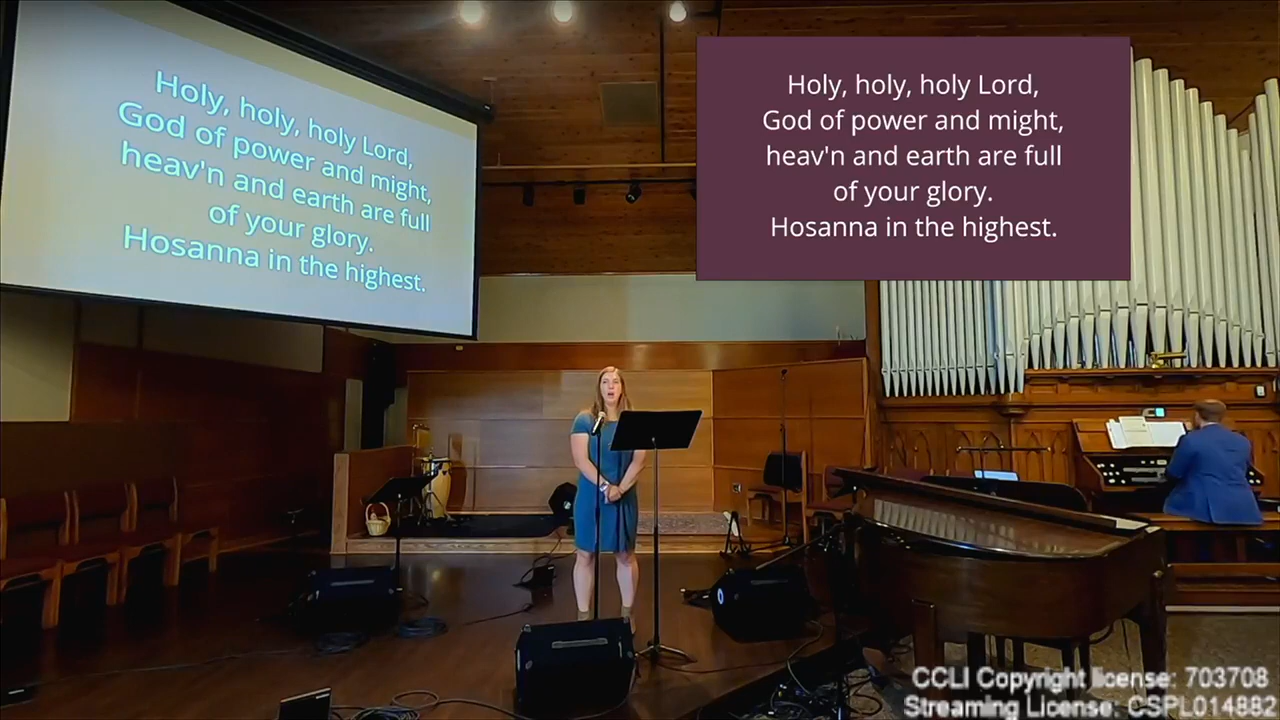 Holy, holy, holy Lord,
God of power and might,
heav'n and earth are full
of your glory.
Hosanna in the highest.
Holy, holy, holy Lord,
God of power and might,
heav'n and earth are full
of your glory.
Hosanna in the highest.
CCLI Copyright license: 703708
Streaming License: CSPL014882